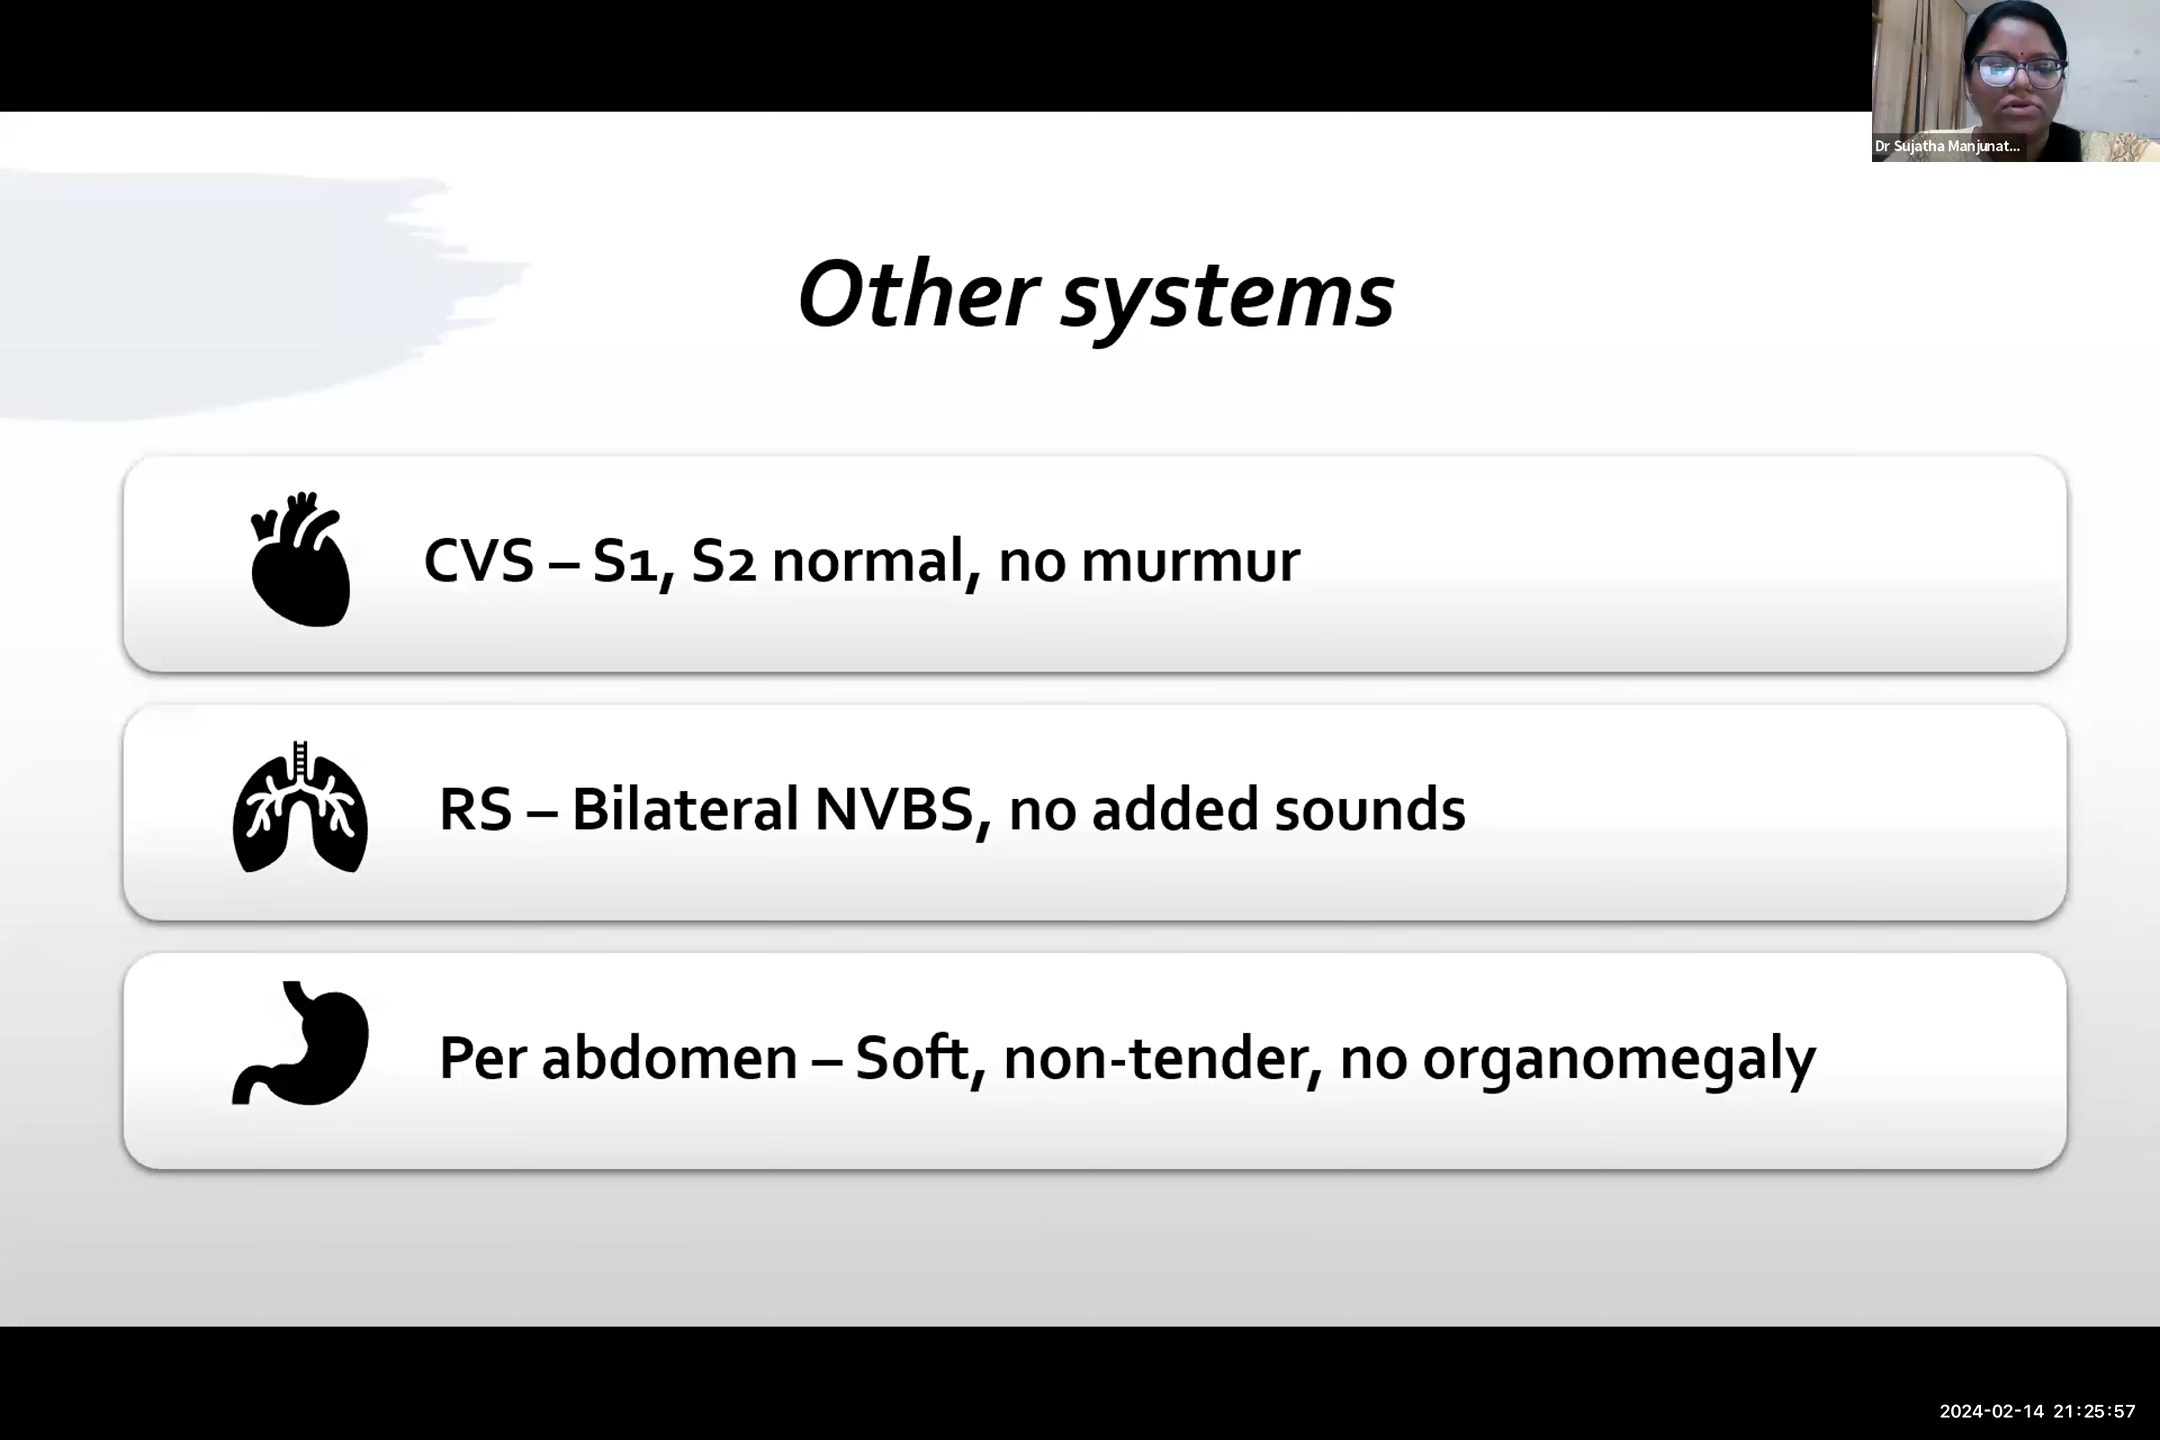 Dr Sujatha Manjunat...
Other systems
CVS – S1, S2 normal, no murmur
RS – Bilateral NVBS, no added sounds
Per abdomen – Soft, non-tender, no organomegaly
2024-02-14 21:25:57